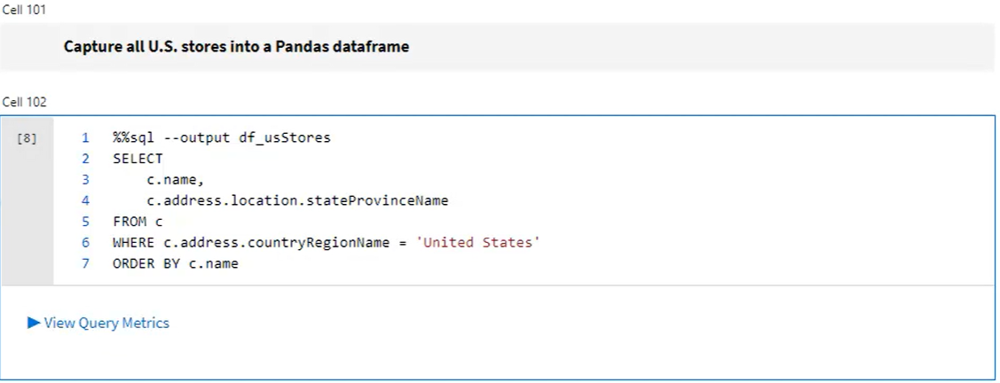 Cell 101
Capture all U.S. stores into a Pandas dataframe
Cell 102
[8]
1 %%sql --output df_usStores
2 SELECT
3 c.name,
4 c.address.location.stateProvinceName
5 FROM c
6 WHERE c.address.countryRegionName = 'United States'
7 ORDER BY c.name
▶ View Query Metrics